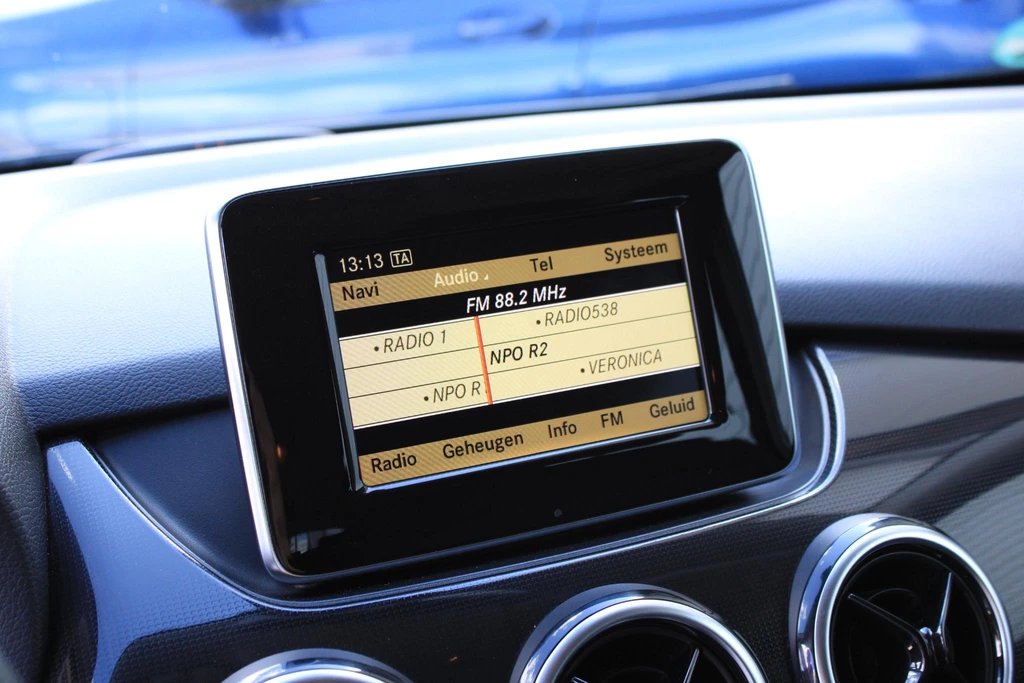 13:13 TA
Navi Audio Tel Systeem
FM 88.2 MHz
RADIO538
RADIO 1
NPO R2
VERONICA
NPO R
Radio Geheugen Info FM Geluid